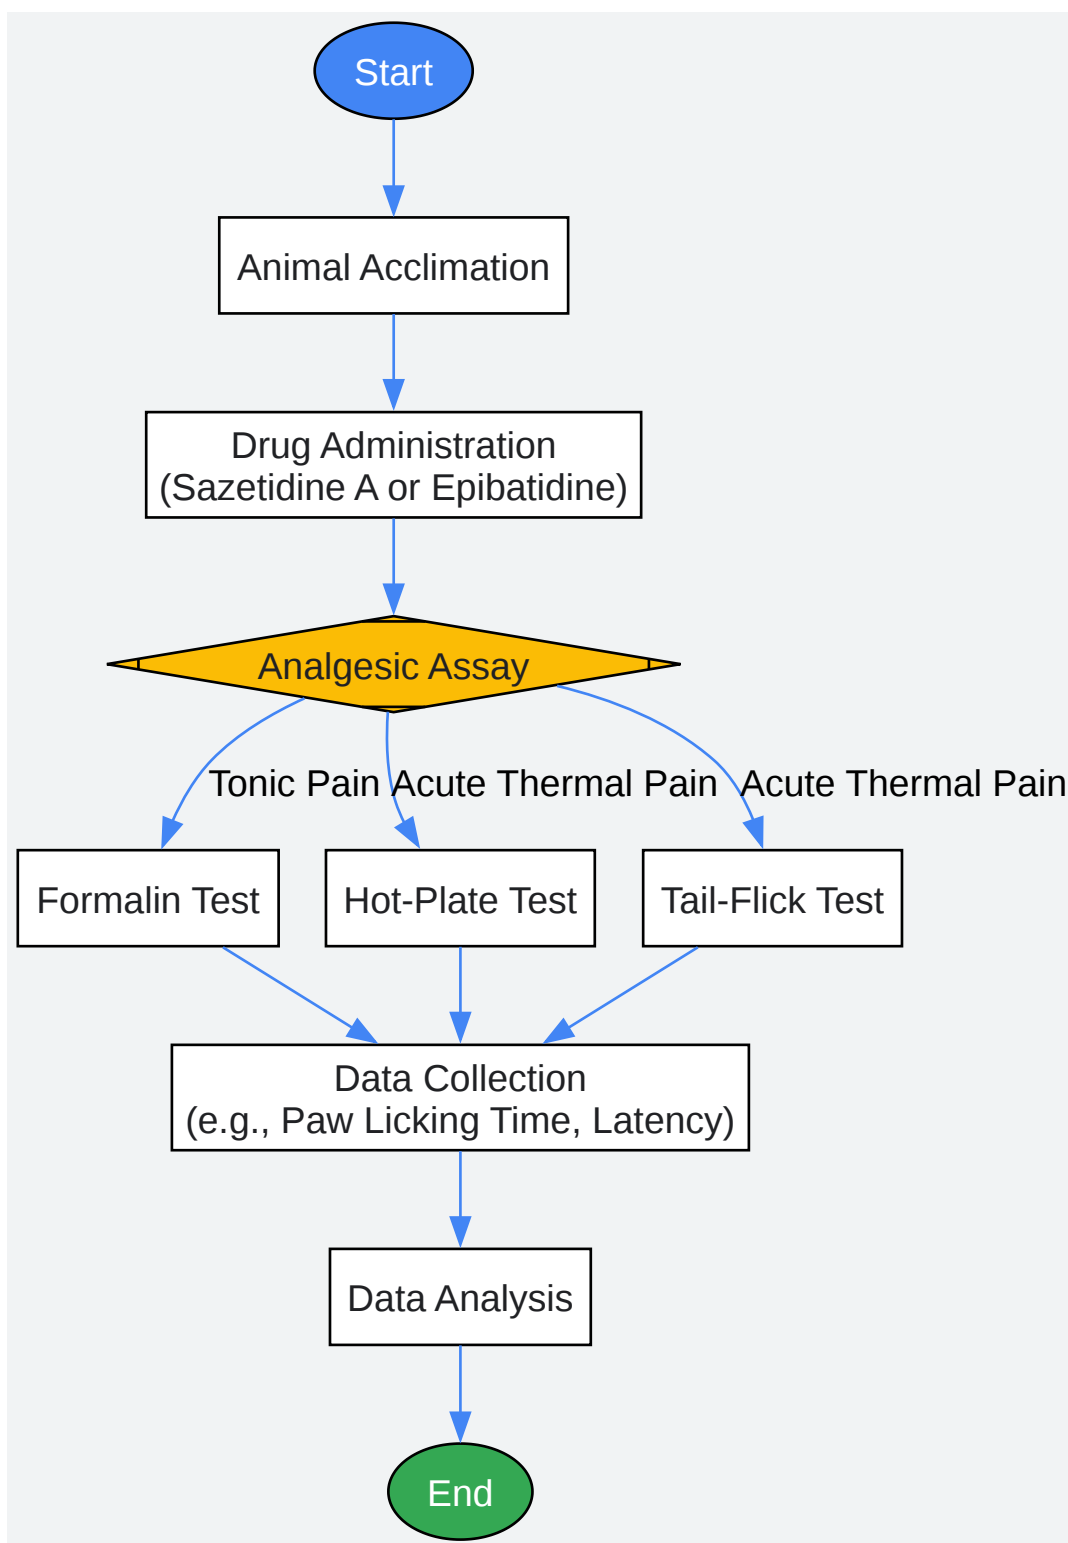 Start
Animal Acclimation
Drug Administration
(Sazetidine A or Epibatidine)
Analgesic Assay
Tonic Pain
Acute Thermal Pain
Acute Thermal Pain
Formalin Test
Hot-Plate Test
Tail-Flick Test
Data Collection
(e.g., Paw Licking Time, Latency)
Data Analysis
End